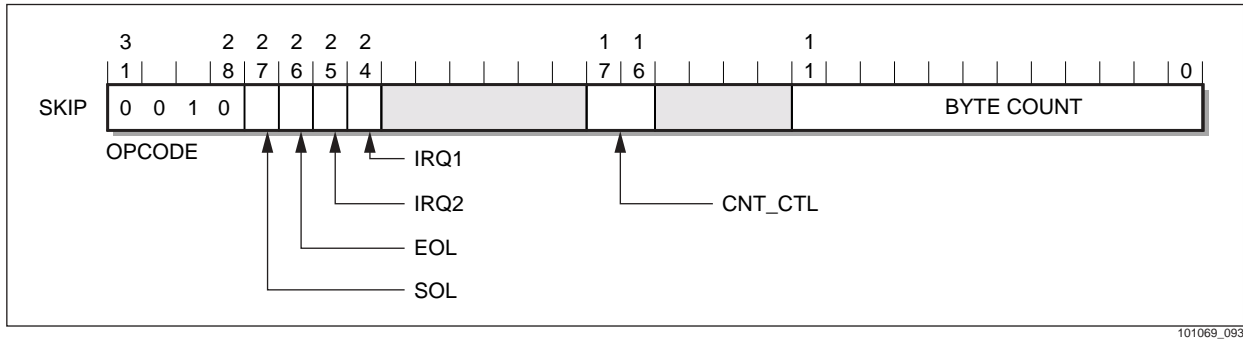 3 2 2 2 2 2 1 1 1
1 8 7 6 5 4 7 6 1 0
SKIP 0 0 1 0 BYTE COUNT
OPCODE
IRQ1
IRQ2 CNT_CTL
EOL
SOL
101069_093